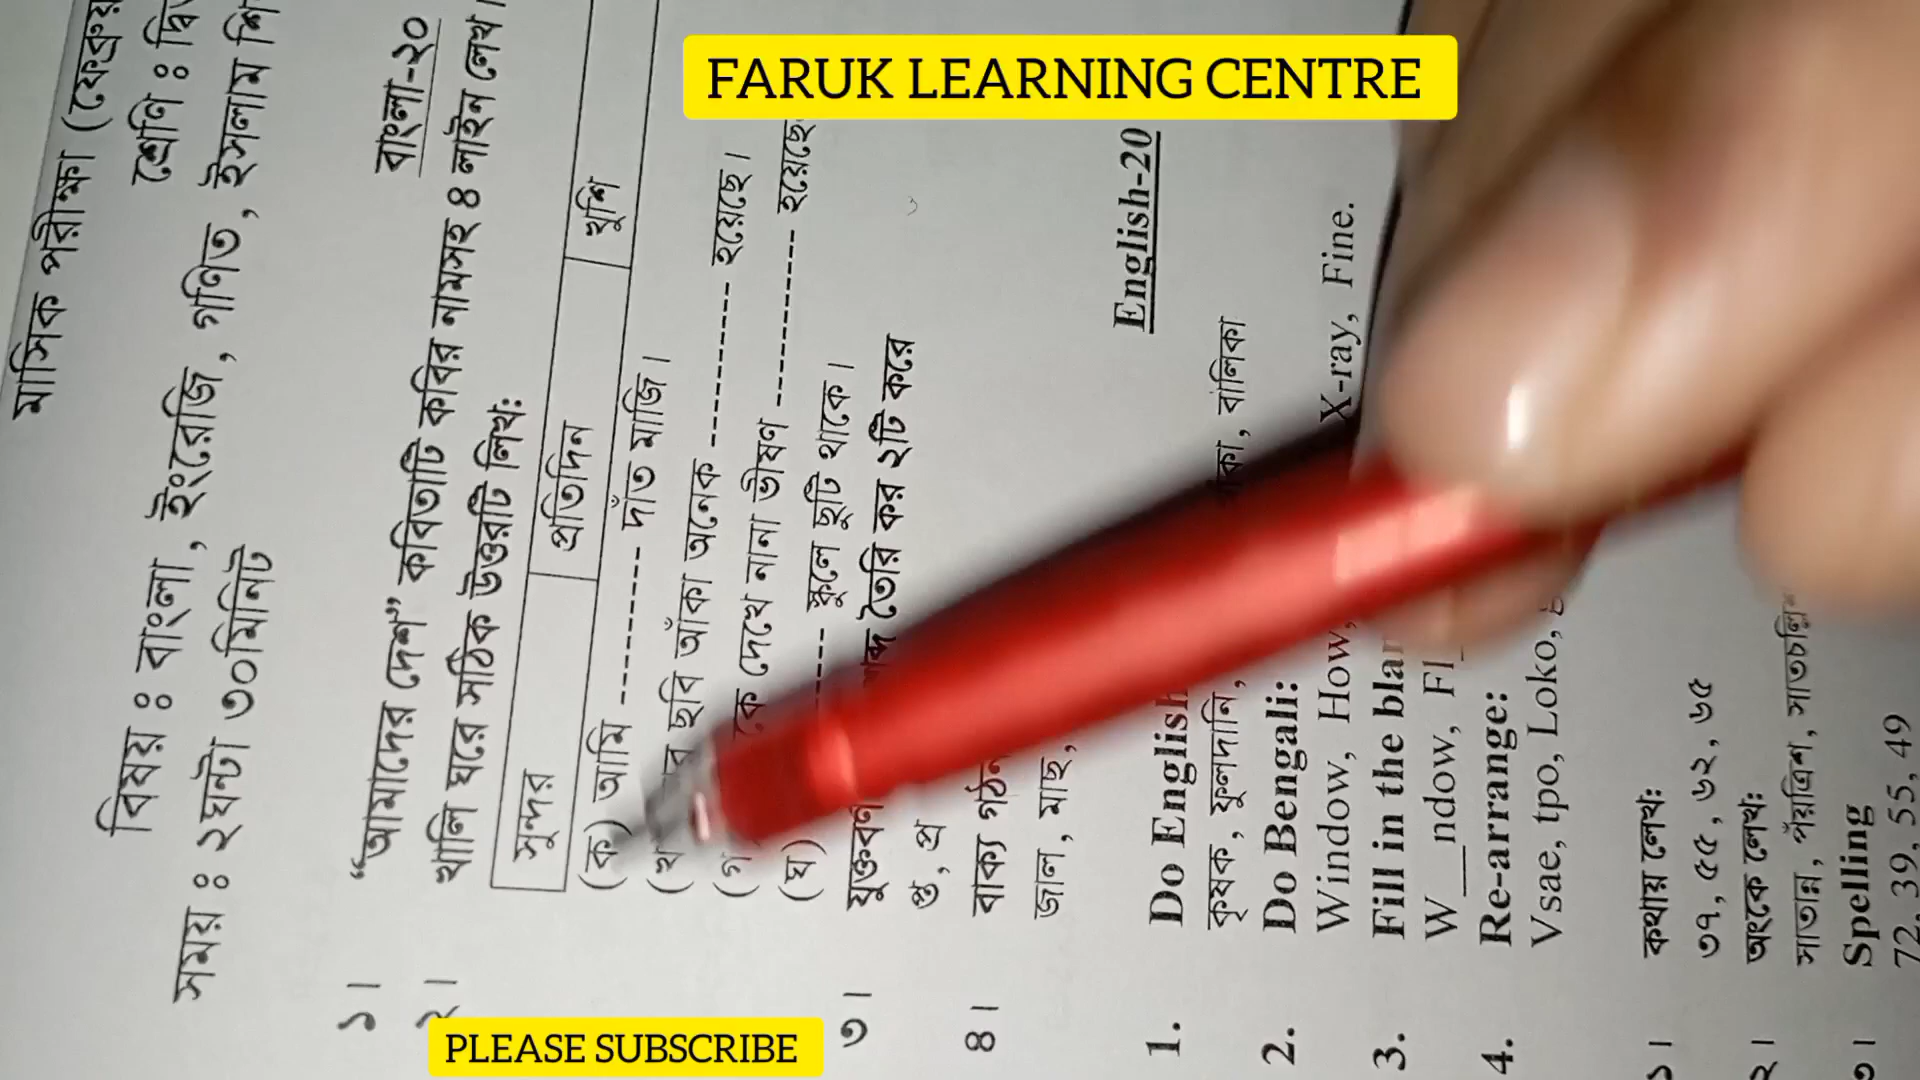 FARUK LEARNING CENTRE
মাসিক পরীক্ষা
শ্রেণি ঃ
বিষয় ঃ বাংলা, ইংরেজি, গণিত, ইসলাম
সময় ঃ ২ঘন্টা ৩০মিনিট
বাংলা-২০
১। “আমাদের দেশ” কবিতাটি কবির নামসহ ৪ লাইন লেখ।
২। খালি ঘরে সঠিক উত্তরটি লিখ:
সুন্দর প্রতিদিন খুশি
(ক) আমি ----------- দাঁত মাজি।
(খ ছবি আঁকা অনেক ------------ হয়েছে।
(গ কে দেখে নানা ভীষণ ------------- হয়েছে
(ঘ) ------ স্কুলে ছুটি থাকে।
৩। যুক্তবর্ণ তৈরি কর ২টি করে
প্র
৪। বাক্য গঠন
জাল, মাছ,
English-20
1. Do English
কৃষক, ফুলদানি, বালিকা
2. Do Bengali:
Window, How, X-ray, Fine.
3. Fill in the blan
W__ndow, Fl_
4. Re-arrange:
Vsae, tpo, Loko,
১। কথায় লেখ:
৩৭, ৫৫, ৬২, ৬৫
২। অংকে লেখ:
সাতান্ন, পঁয়ত্রিশ, সাতচল্লি
৩। Spelling
72, 39, 55, 49
PLEASE SUBSCRIBE